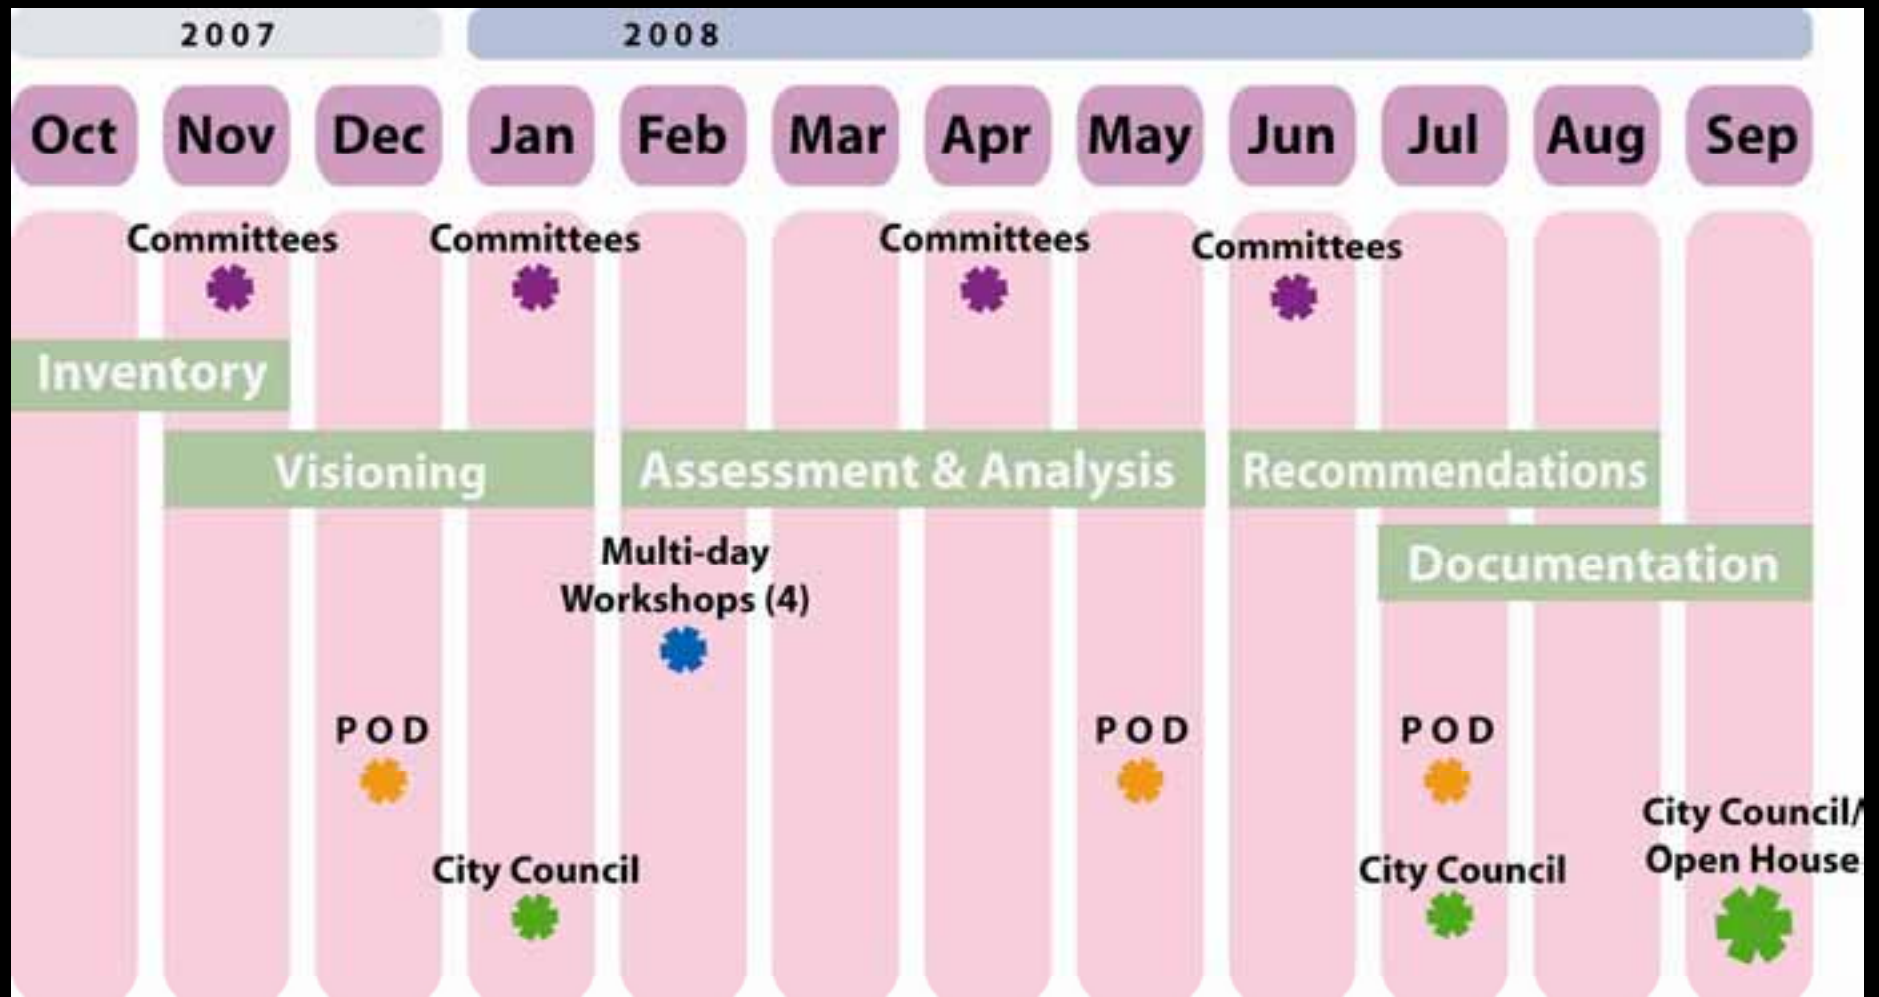 2007 2008
Oct Nov Dec Jan Feb Mar Apr May Jun Jul Aug Sep
Committees Committees Committees Committees
Inventory
Visioning Assessment & Analysis Recommendations
Multi-day
Workshops (4)
Documentation
POD POD POD
City Council/
Open House
City Council City Council